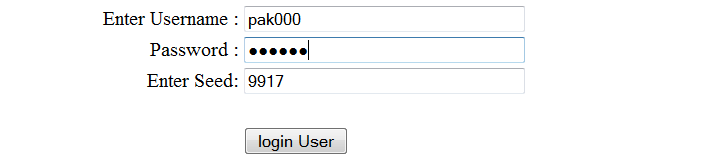 Enter Username : pak000
Password : ●●●●●●
Enter Seed: 9917
login User